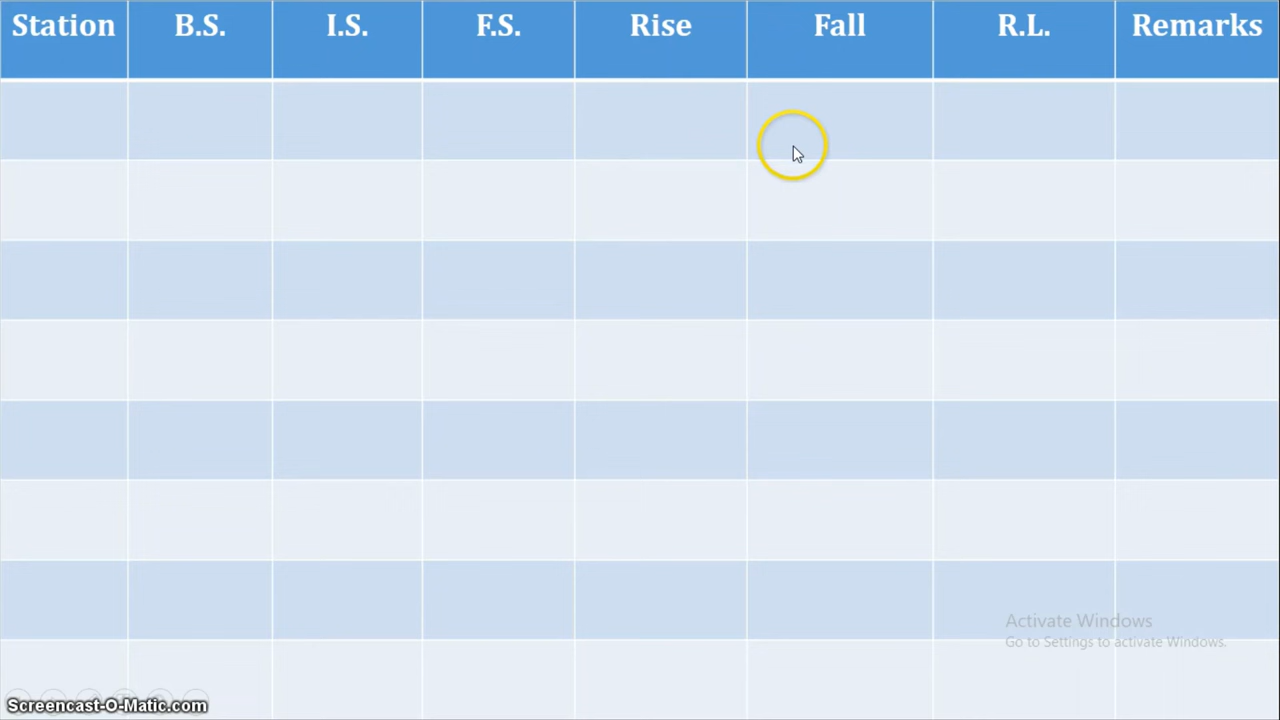 Station B.S. I.S. F.S. Rise Fall R.L. Remarks
Activate Windows
Go to Settings to activate Windows.
Screencast-O-Matic.com